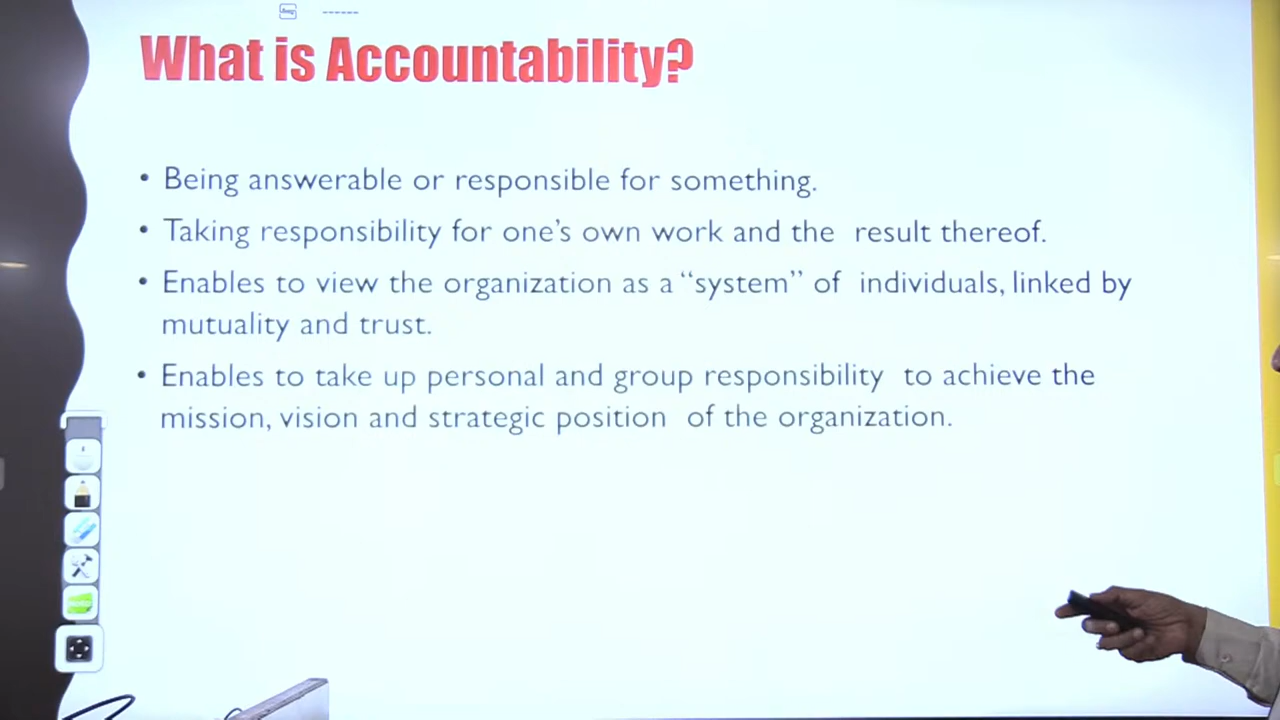 What is Accountability?
• Being answerable or responsible for something.
• Taking responsibility for one's own work and the result thereof.
• Enables to view the organization as a “system” of individuals, linked by
mutuality and trust.
• Enables to take up personal and group responsibility to achieve the
mission, vision and strategic position of the organization.